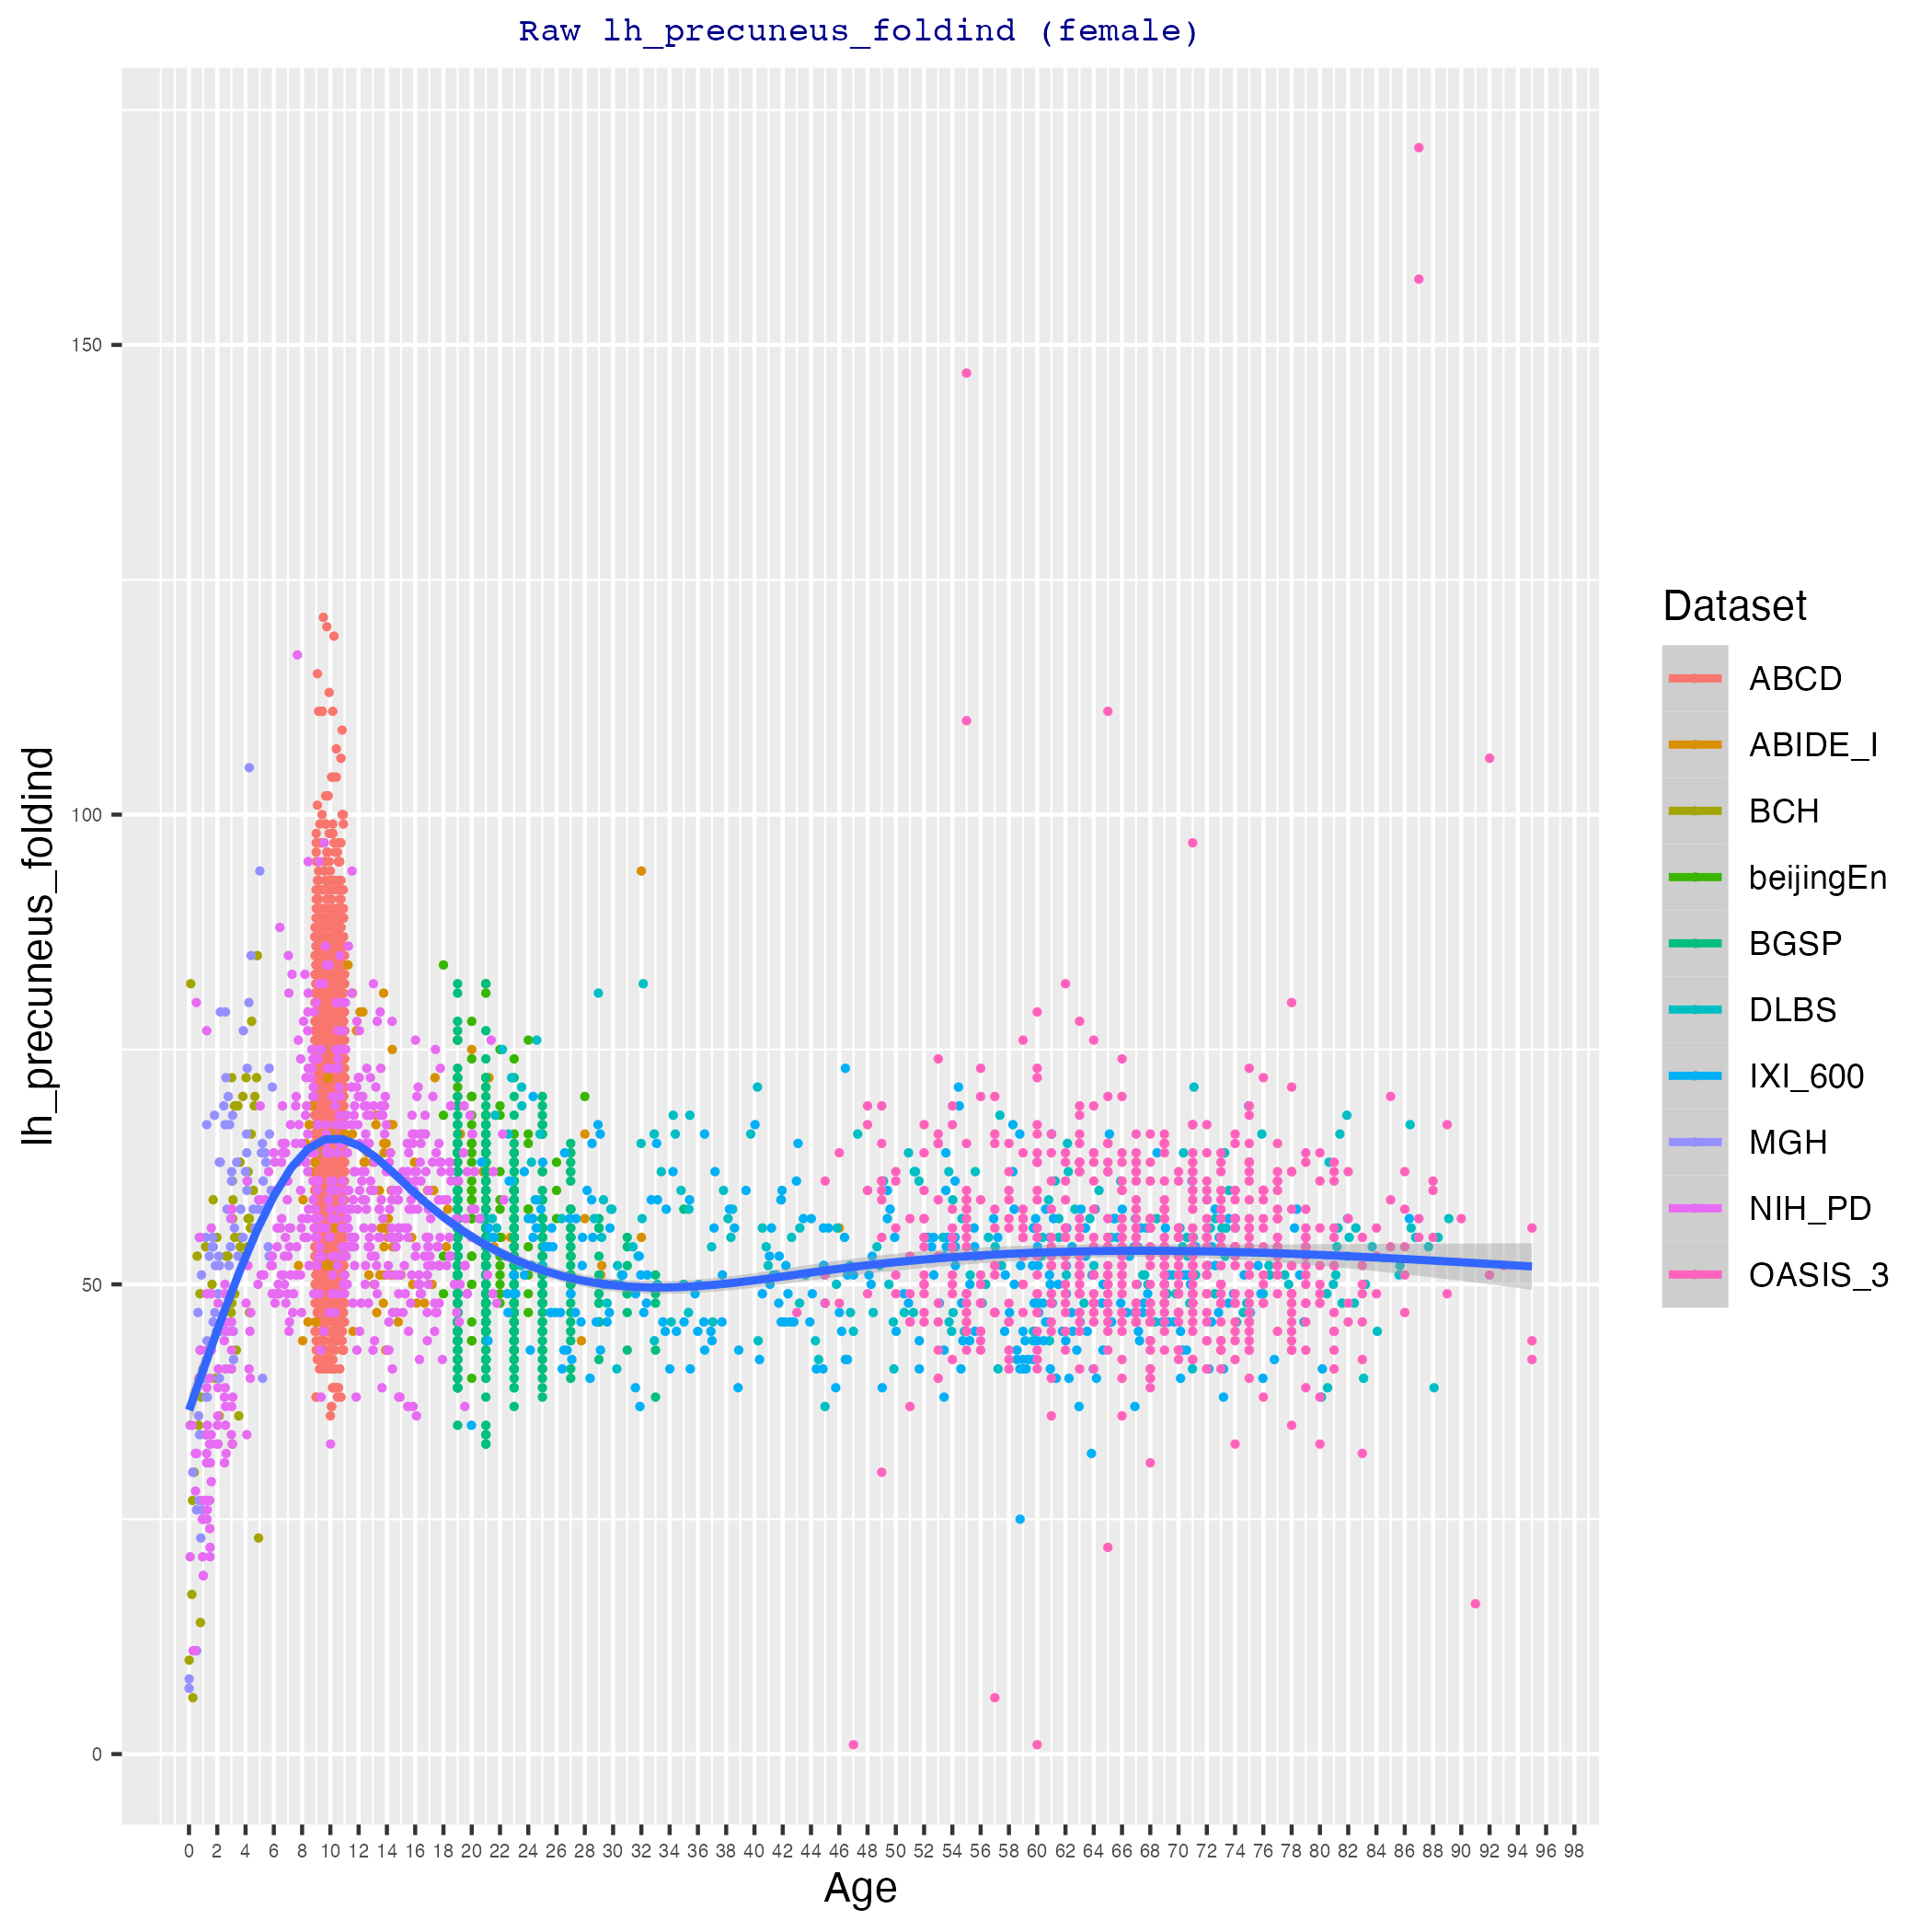 Raw lh_precuneus_foldind (female)
lh_precuneus_foldind
150
100
50
0
0 2 4 6 8 10 12 14 16 18 20 22 24 26 28 30 32 34 36 38 40 42 44 46 48 50 52 54 56 58 60 62 64 66 68 70 72 74 76 78 80 82 84 86 88 90 92 94 96 98
Age
Dataset
ABCD
ABIDE_I
BCH
beijingEn
BGSP
DLBS
IXI_600
MGH
NIH_PD
OASIS_3